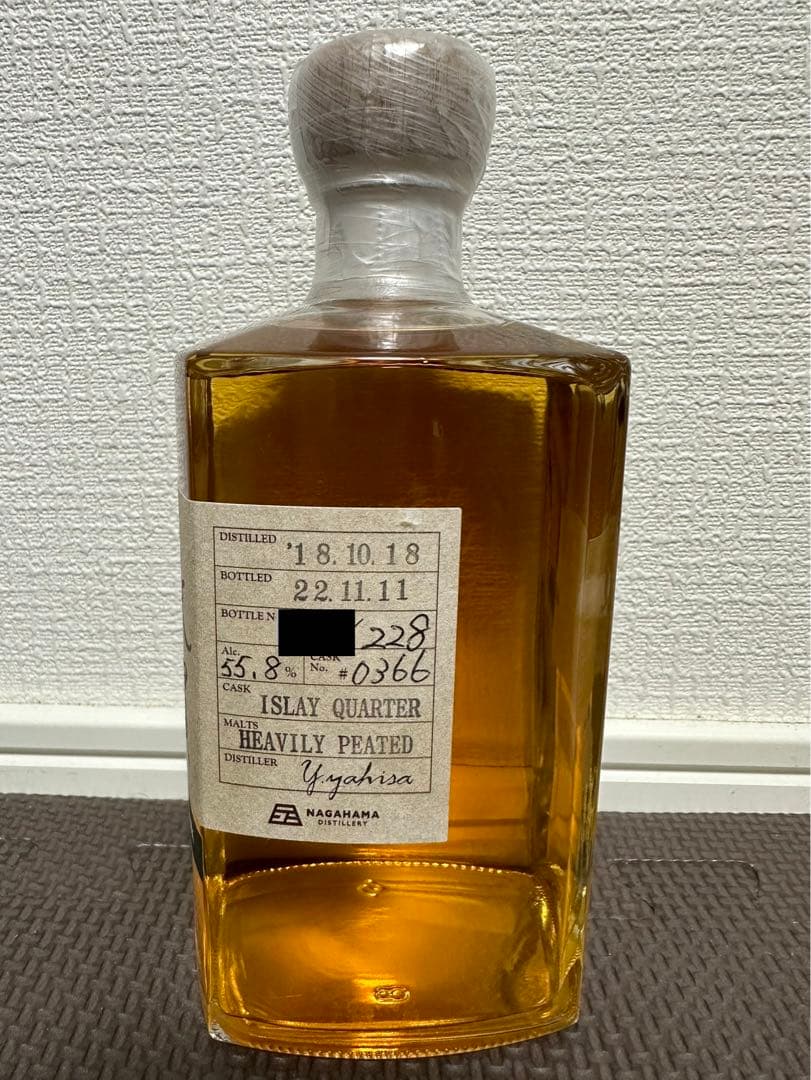 DISTILLED '18.10.18
BOTTLED 22.11.11
BOTTLE N /228
Alc. 55.8% CASK No. #0366
CASK ISLAY QUARTER
MALTS HEAVILY PEATED
DISTILLER Y.yahisa
NAGAHAMA
DISTILLERY